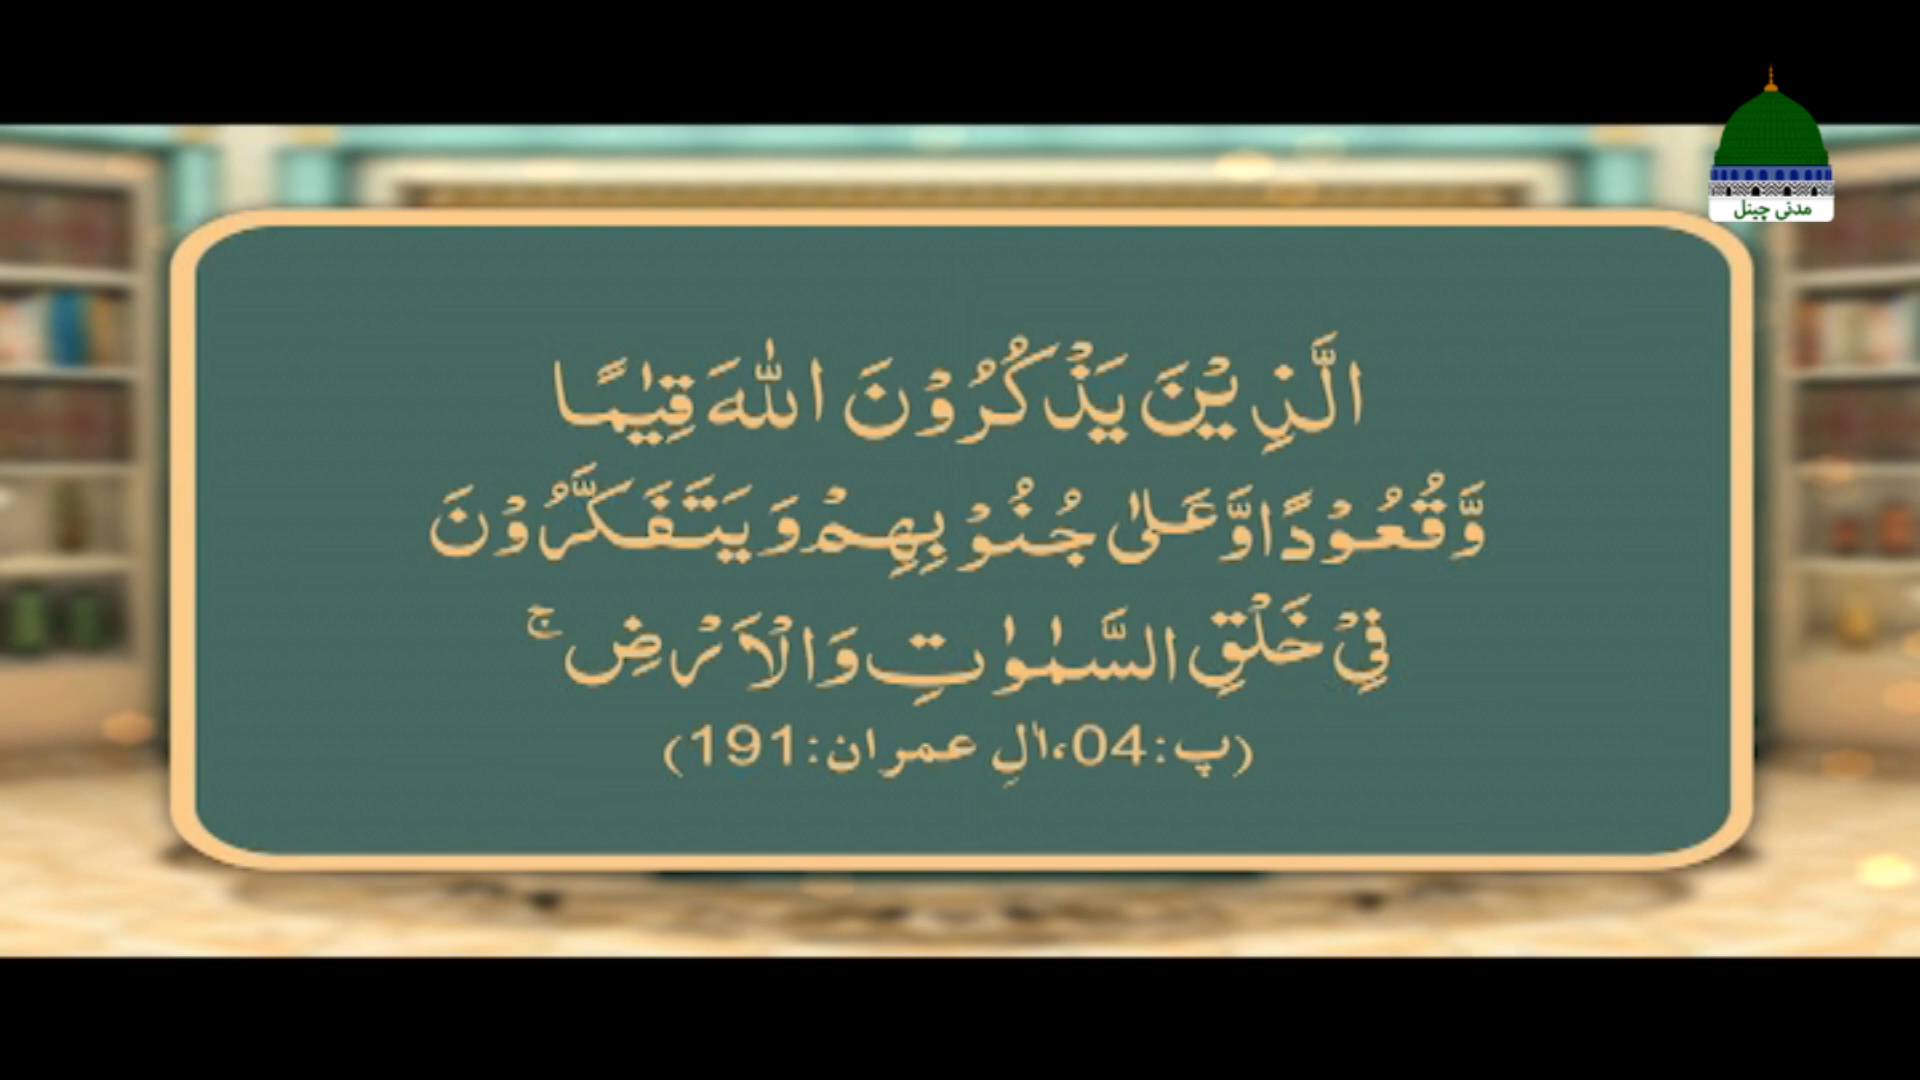 مدنی چینل
الَّذِیْنَ یَذْكُرُوْنَ اللّٰهَ قِیٰمًا
وَّ قُعُوْدًا وَّ عَلٰى جُنُوْبِهِمْ وَ یَتَفَكَّرُوْنَ
فِیْ خَلْقِ السَّمٰوٰتِ وَ الْاَرْضِۚ
(پ:04،اٰلِ عمران:191)